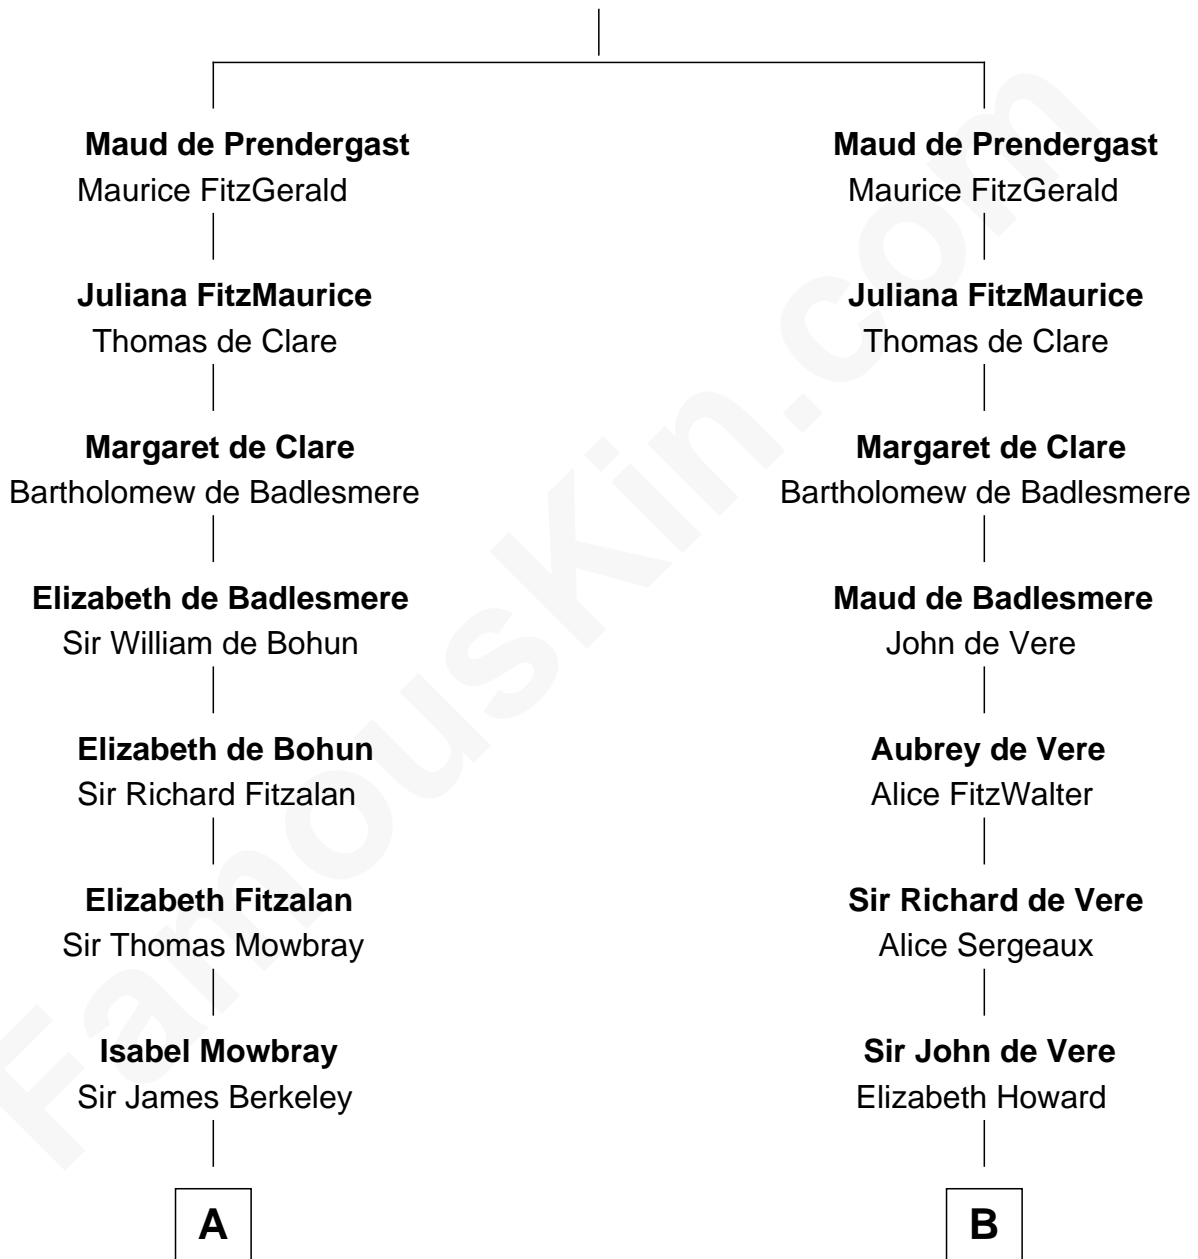 Maud de Prendergast
Maurice FitzGerald
Juliana FitzMaurice
Thomas de Clare
Margaret de Clare
Bartholomew de Badlesmere
Elizabeth de Badlesmere
Sir William de Bohun
Elizabeth de Bohun
Sir Richard Fitzalan
Elizabeth Fitzalan
Sir Thomas Mowbray
Isabel Mowbray
Sir James Berkeley
A
Maud de Prendergast
Maurice FitzGerald
Juliana FitzMaurice
Thomas de Clare
Margaret de Clare
Bartholomew de Badlesmere
Maud de Badlesmere
John de Vere
Aubrey de Vere
Alice FitzWalter
Sir Richard de Vere
Alice Sergeaux
Sir John de Vere
Elizabeth Howard
B
FamousKin.com